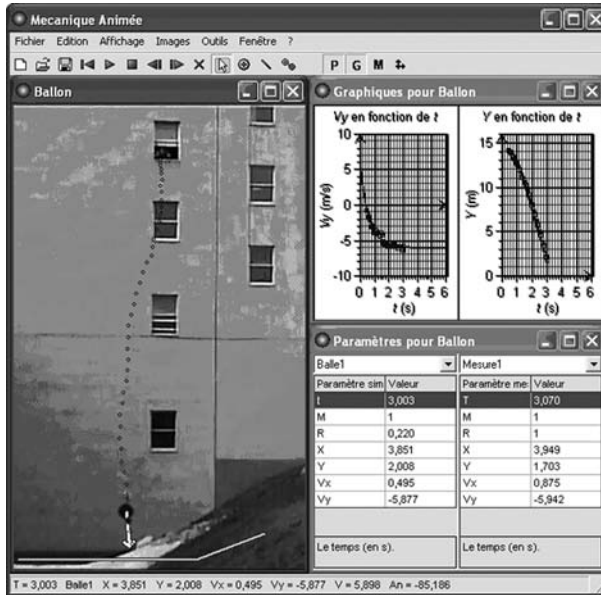 Mecanique Animée
Fichier Edition Affichage Images Outils Fenêtre ?
P G M
Ballon
Graphiques pour Ballon
Vy en fonction de t
Vy (m/s)
10
5
0
-5
-10
0 1 2 3 4 5 6
t (s)
Y en fonction de t
Y (m)
15
10
5
0
0 1 2 3 4 5 6
t (s)
Paramètres pour Ballon
Balle1 Mesure1
Paramètre sim Valeur Paramètre me: Valeur
t 3,003 T 3,070
M 1 M 1
R 0,220 R 1
X 3,851 X 3,949
Y 2,008 Y 1,703
Vx 0,495 Vx 0,875
Vy -5,877 Vy -5,942
Le temps (en s). Le temps (en s).
T = 3,003 Balle1 X = 3,851 Y = 2,008 Vx = 0,495 Vy = -5,877 V = 5,898 An = -85,186